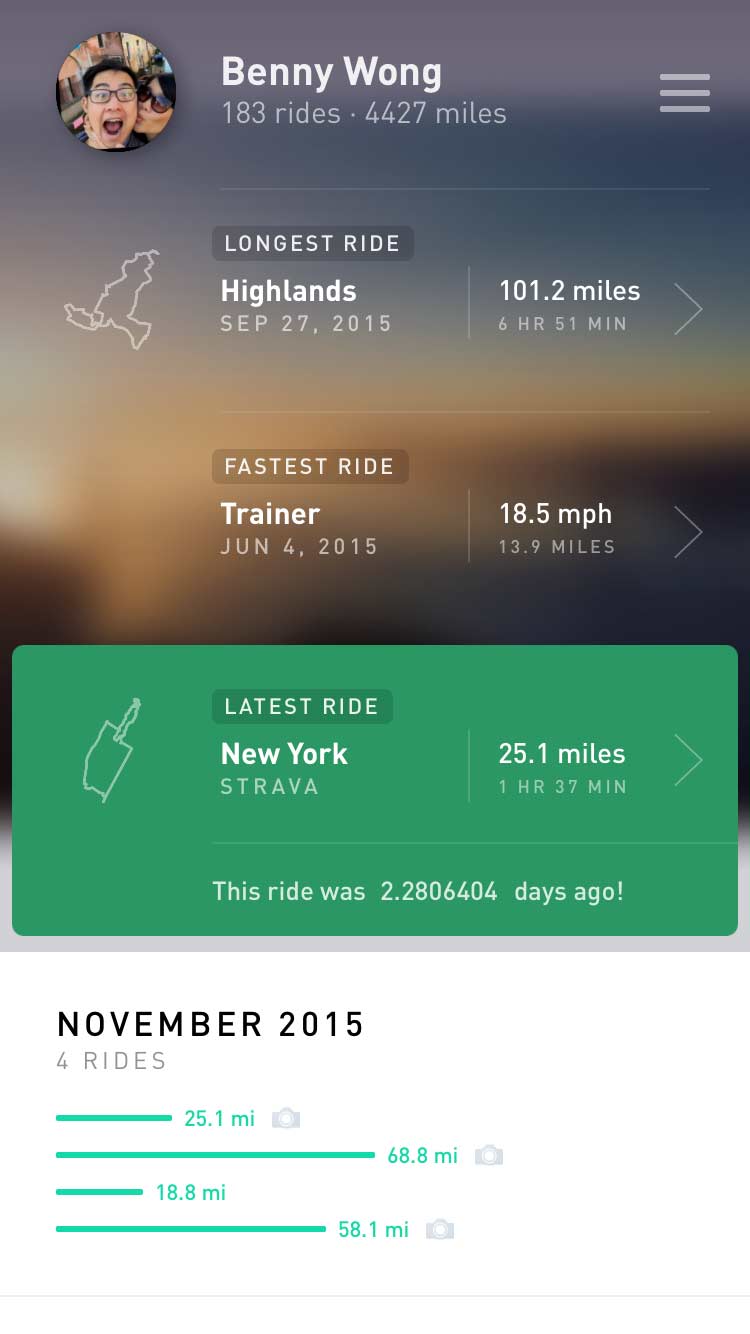 Benny Wong
183 rides · 4427 miles
LONGEST RIDE
Highlands
SEP 27, 2015
101.2 miles
6 HR 51 MIN
FASTEST RIDE
Trainer
JUN 4, 2015
18.5 mph
13.9 MILES
LATEST RIDE
New York
STRAVA
25.1 miles
1 HR 37 MIN
This ride was 2.2806404 days ago!
NOVEMBER 2015
4 RIDES
25.1 mi
68.8 mi
18.8 mi
58.1 mi